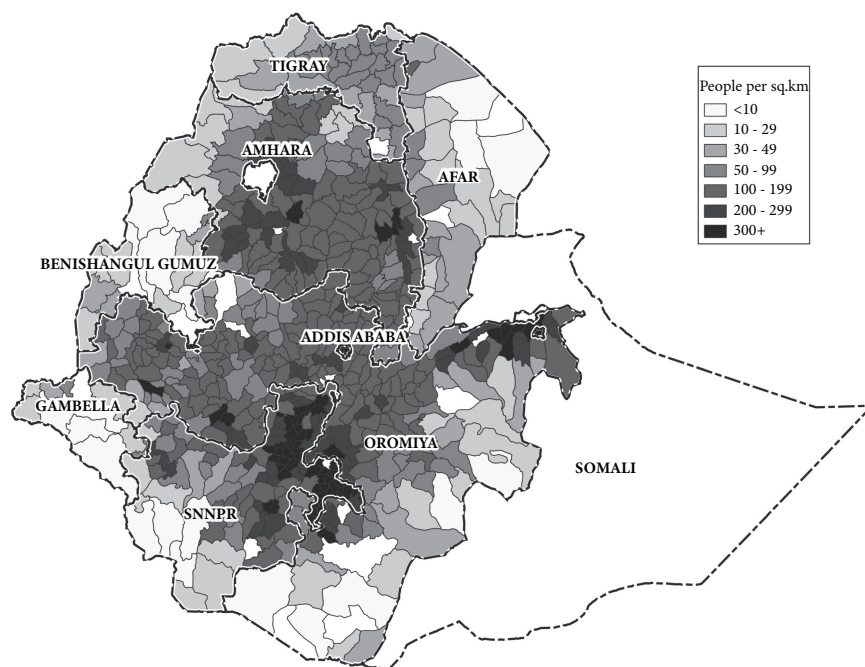 TIGRAY
People per sq.km
<10
10 - 29
30 - 49
50 - 99
100 - 199
200 - 299
300+
AMHARA
AFAR
BENISHANGUL GUMUZ
ADDIS ABABA
GAMBELLA
OROMIYA
SOMALI
SNNPR